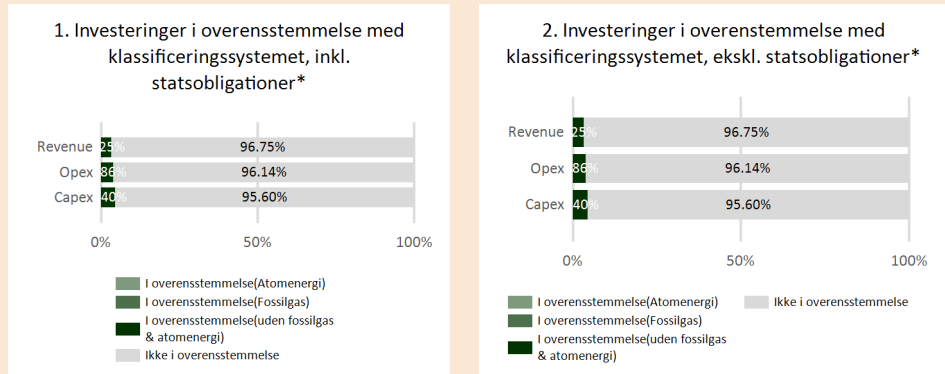 1. Investeringer i overensstemmelse med
klassificeringssystemet, inkl.
statsobligationer*
Revenue
25%
96.75%
Opex
86%
96.14%
Capex
40%
95.60%
0%
50%
100%
I overensstemmelse(Atomenergi)
I overensstemmelse(Fossilgas)
I overensstemmelse(uden fossilgas
& atomenergi)
Ikke i overensstemmelse
2. Investeringer i overenstemmelse med
klassificeringssystemet, ekskl. statsobligationer*
Revenue
25%
96.75%
Opex
86%
96.14%
Capex
40%
95.60%
0%
50%
100%
I overensstemmelse(Atomenergi)
Ikke i overensstemmelse
I overensstemmelse(Fossilgas)
I overensstemmelse(uden fossilgas
& atomenergi)